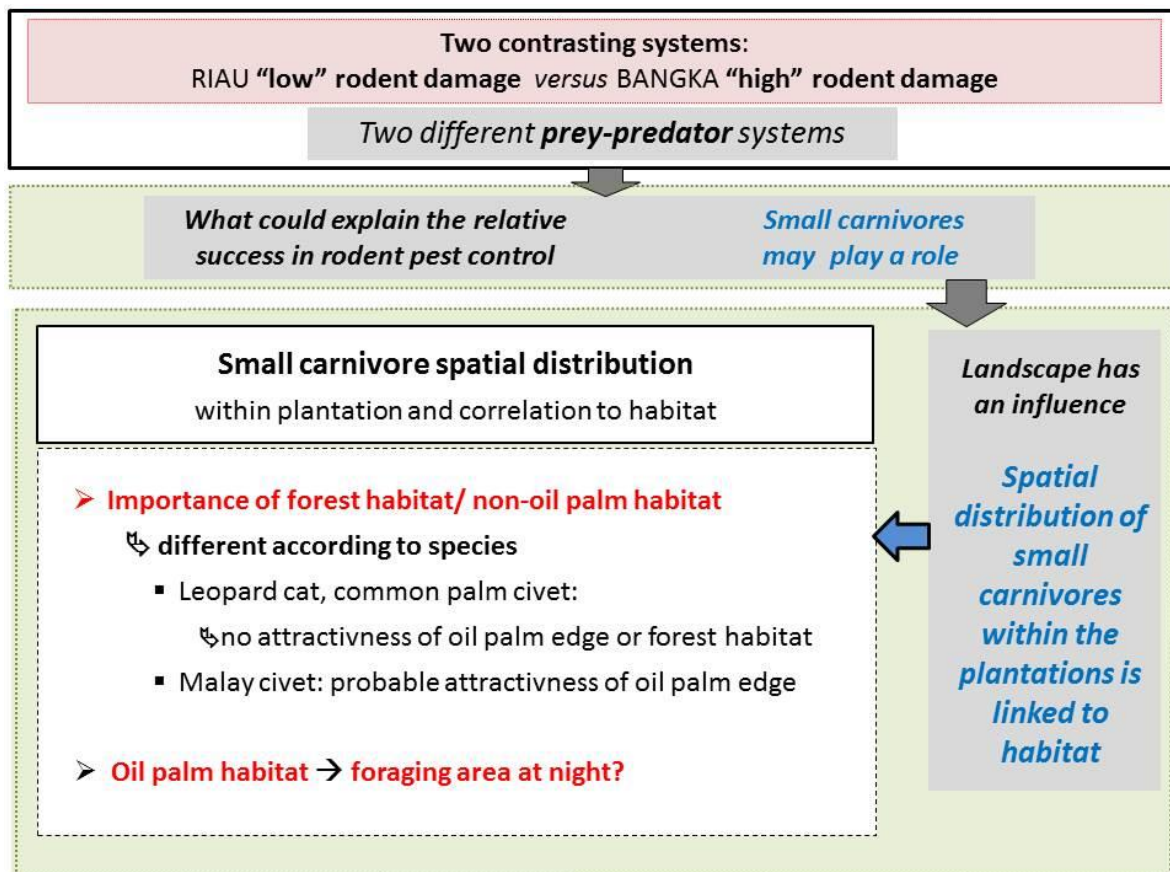 Two contrasting systems:
RIAU “low” rodent damage versus BANGKA “high” rodent damage
Two different prey-predator systems
What could explain the relative
success in rodent pest control
Small carnivores
may play a role
Small carnivore spatial distribution
within plantation and correlation to habitat
➢ Importance of forest habitat/ non-oil palm habitat
different according to species
▪ Leopard cat, common palm civet:
no attractivness of oil palm edge or forest habitat
▪ Malay civet: probable attractivness of oil palm edge
➢ Oil palm habitat → foraging area at night?
Landscape has
an influence
Spatial
distribution of
small
carnivores
within the
plantations is
linked to
habitat